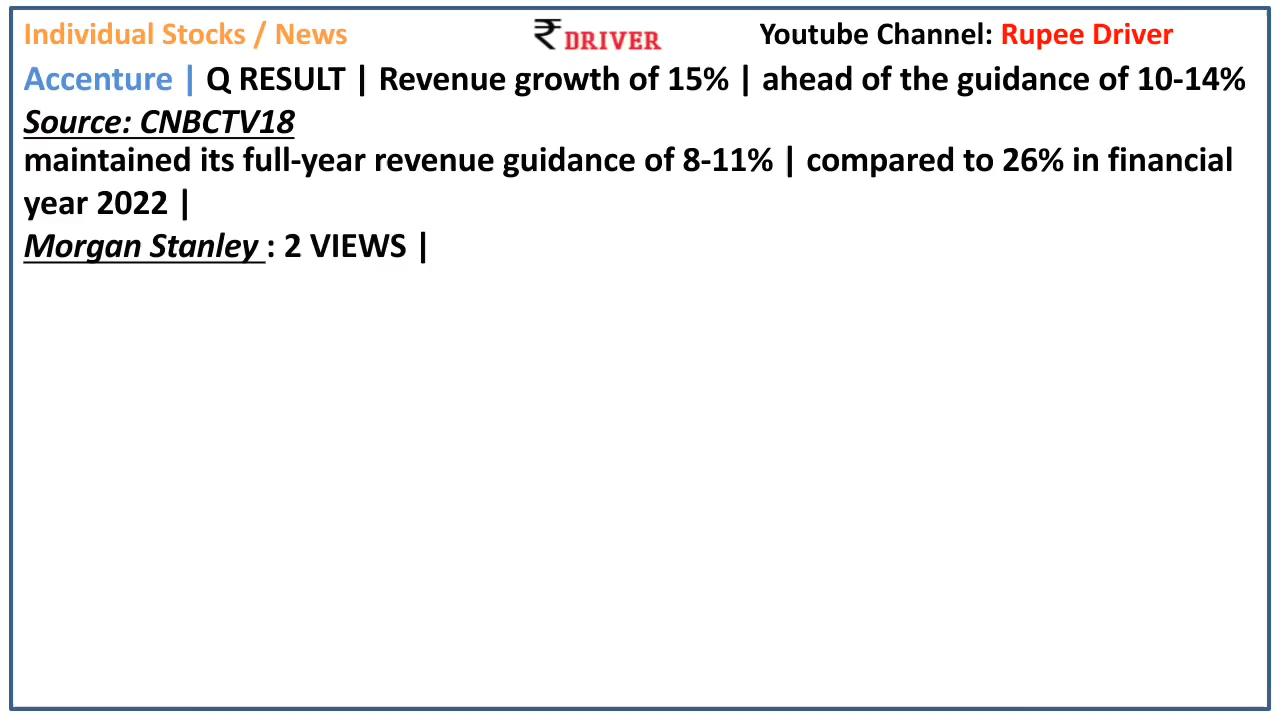 Individual Stocks / News ₹ DRIVER Youtube Channel: Rupee Driver
Accenture | Q RESULT | Revenue growth of 15% | ahead of the guidance of 10-14%
Source: CNBCTV18
maintained its full-year revenue guidance of 8-11% | compared to 26% in financial
year 2022 |
Morgan Stanley : 2 VIEWS |